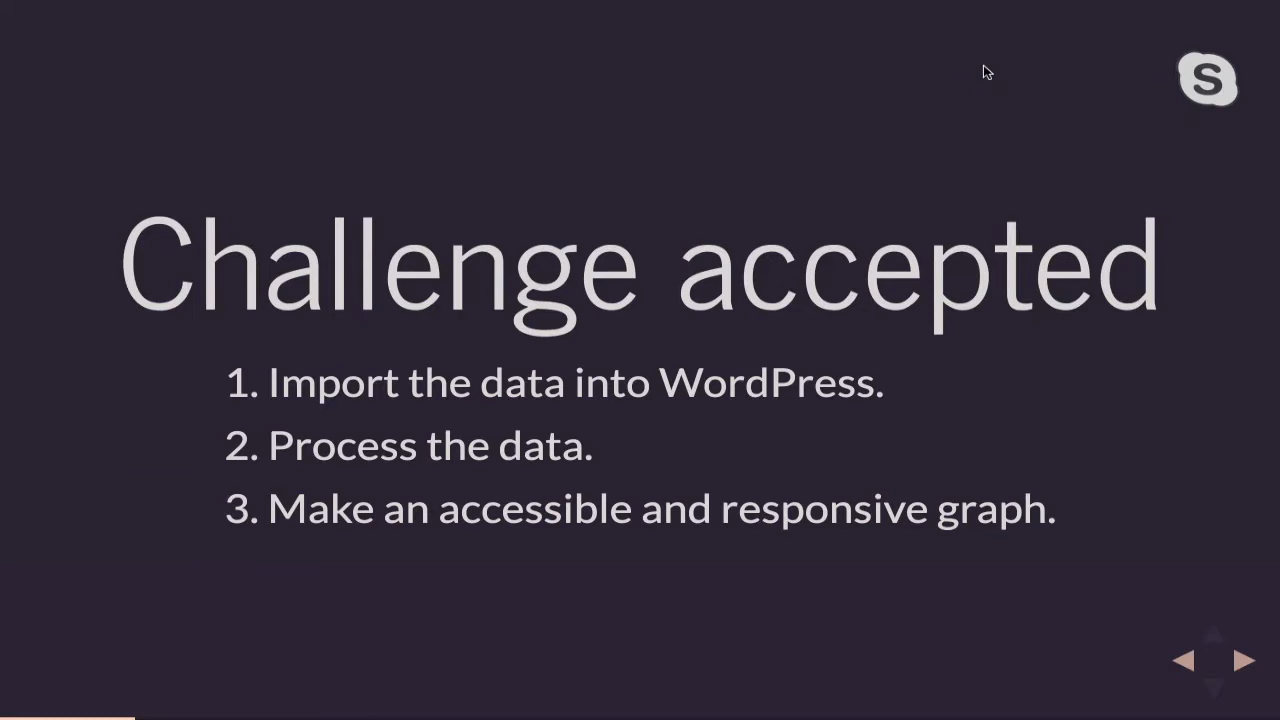 S
Challenge accepted
1. Import the data into WordPress.
2. Process the data.
3. Make an accessible and responsive graph.